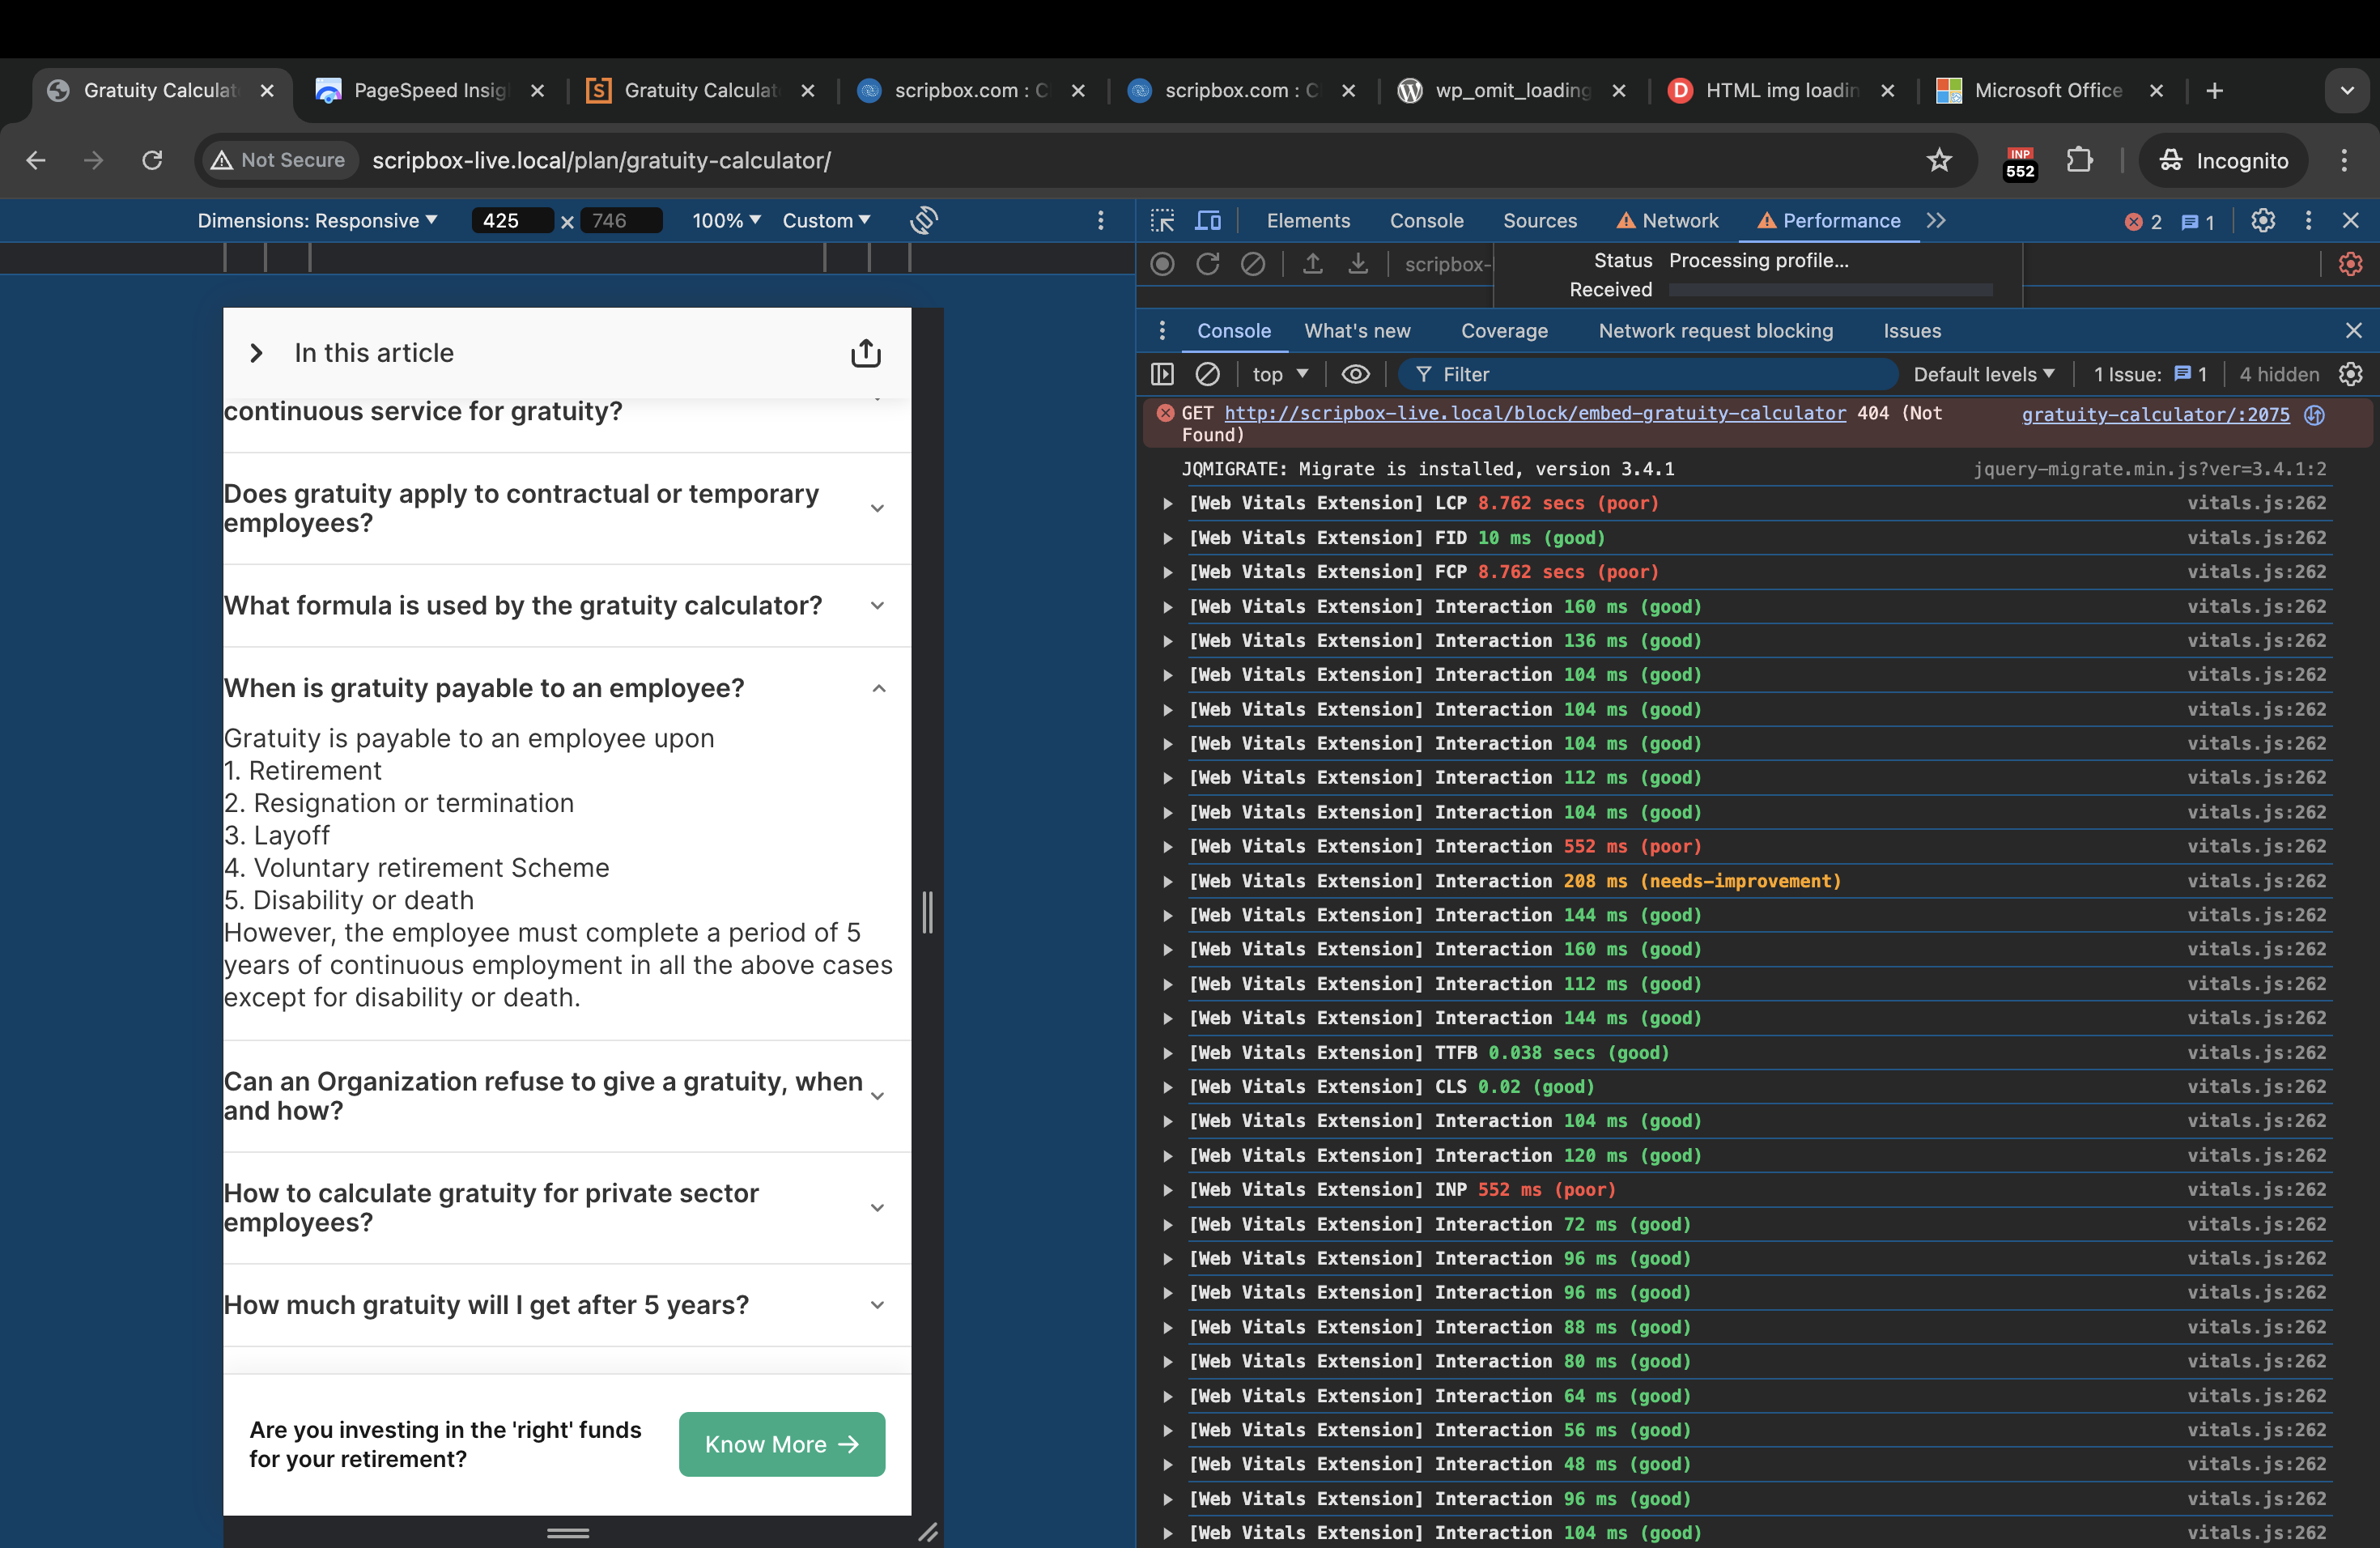 Gratuity Calculat
PageSpeed Insig
Gratuity Calculat
scripbox.com : C
scripbox.com : C
wp_omit_loading
HTML img loadin
Microsoft Office
Not Secure
scripbox-live.local/plan/gratuity-calculator/
INP
552
Incognito
Dimensions: Responsive
425
746
100%
Custom
Elements
Console
Sources
Network
Performance
2
1
scripbox-
Status
Processing profile...
Received
In this article
continuous service for gratuity?
Does gratuity apply to contractual or temporary
employees?
What formula is used by the gratuity calculator?
When is gratuity payable to an employee?
Gratuity is payable to an employee upon
1. Retirement
2. Resignation or termination
3. Layoff
4. Voluntary retirement Scheme
5. Disability or death
However, the employee must complete a period of 5
years of continuous employment in all the above cases
except for disability or death.
Can an Organization refuse to give a gratuity, when
and how?
How to calculate gratuity for private sector
employees?
How much gratuity will I get after 5 years?
Are you investing in the 'right' funds
for your retirement?
Know More
Console
What's new
Coverage
Network request blocking
Issues
top
Filter
Default levels
1 Issue: 1
4 hidden
GET http://scripbox-live.local/block/embed-gratuity-calculator 404 (Not gratuity-calculator/:2075
Found)
JQMIGRATE: Migrate is installed, version 3.4.1 jquery-migrate.min.js?ver=3.4.1:2
[Web Vitals Extension] LCP 8.762 secs (poor) vitals.js:262
[Web Vitals Extension] FID 10 ms (good) vitals.js:262
[Web Vitals Extension] FCP 8.762 secs (poor) vitals.js:262
[Web Vitals Extension] Interaction 160 ms (good) vitals.js:262
[Web Vitals Extension] Interaction 136 ms (good) vitals.js:262
[Web Vitals Extension] Interaction 104 ms (good) vitals.js:262
[Web Vitals Extension] Interaction 104 ms (good) vitals.js:262
[Web Vitals Extension] Interaction 104 ms (good) vitals.js:262
[Web Vitals Extension] Interaction 112 ms (good) vitals.js:262
[Web Vitals Extension] Interaction 104 ms (good) vitals.js:262
[Web Vitals Extension] Interaction 552 ms (poor) vitals.js:262
[Web Vitals Extension] Interaction 208 ms (needs-improvement) vitals.js:262
[Web Vitals Extension] Interaction 144 ms (good) vitals.js:262
[Web Vitals Extension] Interaction 160 ms (good) vitals.js:262
[Web Vitals Extension] Interaction 112 ms (good) vitals.js:262
[Web Vitals Extension] Interaction 144 ms (good) vitals.js:262
[Web Vitals Extension] TTFB 0.038 secs (good) vitals.js:262
[Web Vitals Extension] CLS 0.02 (good) vitals.js:262
[Web Vitals Extension] Interaction 104 ms (good) vitals.js:262
[Web Vitals Extension] Interaction 120 ms (good) vitals.js:262
[Web Vitals Extension] INP 552 ms (poor) vitals.js:262
[Web Vitals Extension] Interaction 72 ms (good) vitals.js:262
[Web Vitals Extension] Interaction 96 ms (good) vitals.js:262
[Web Vitals Extension] Interaction 96 ms (good) vitals.js:262
[Web Vitals Extension] Interaction 88 ms (good) vitals.js:262
[Web Vitals Extension] Interaction 80 ms (good) vitals.js:262
[Web Vitals Extension] Interaction 64 ms (good) vitals.js:262
[Web Vitals Extension] Interaction 56 ms (good) vitals.js:262
[Web Vitals Extension] Interaction 48 ms (good) vitals.js:262
[Web Vitals Extension] Interaction 96 ms (good) vitals.js:262
[Web Vitals Extension] Interaction 104 ms (good) vitals.js:262